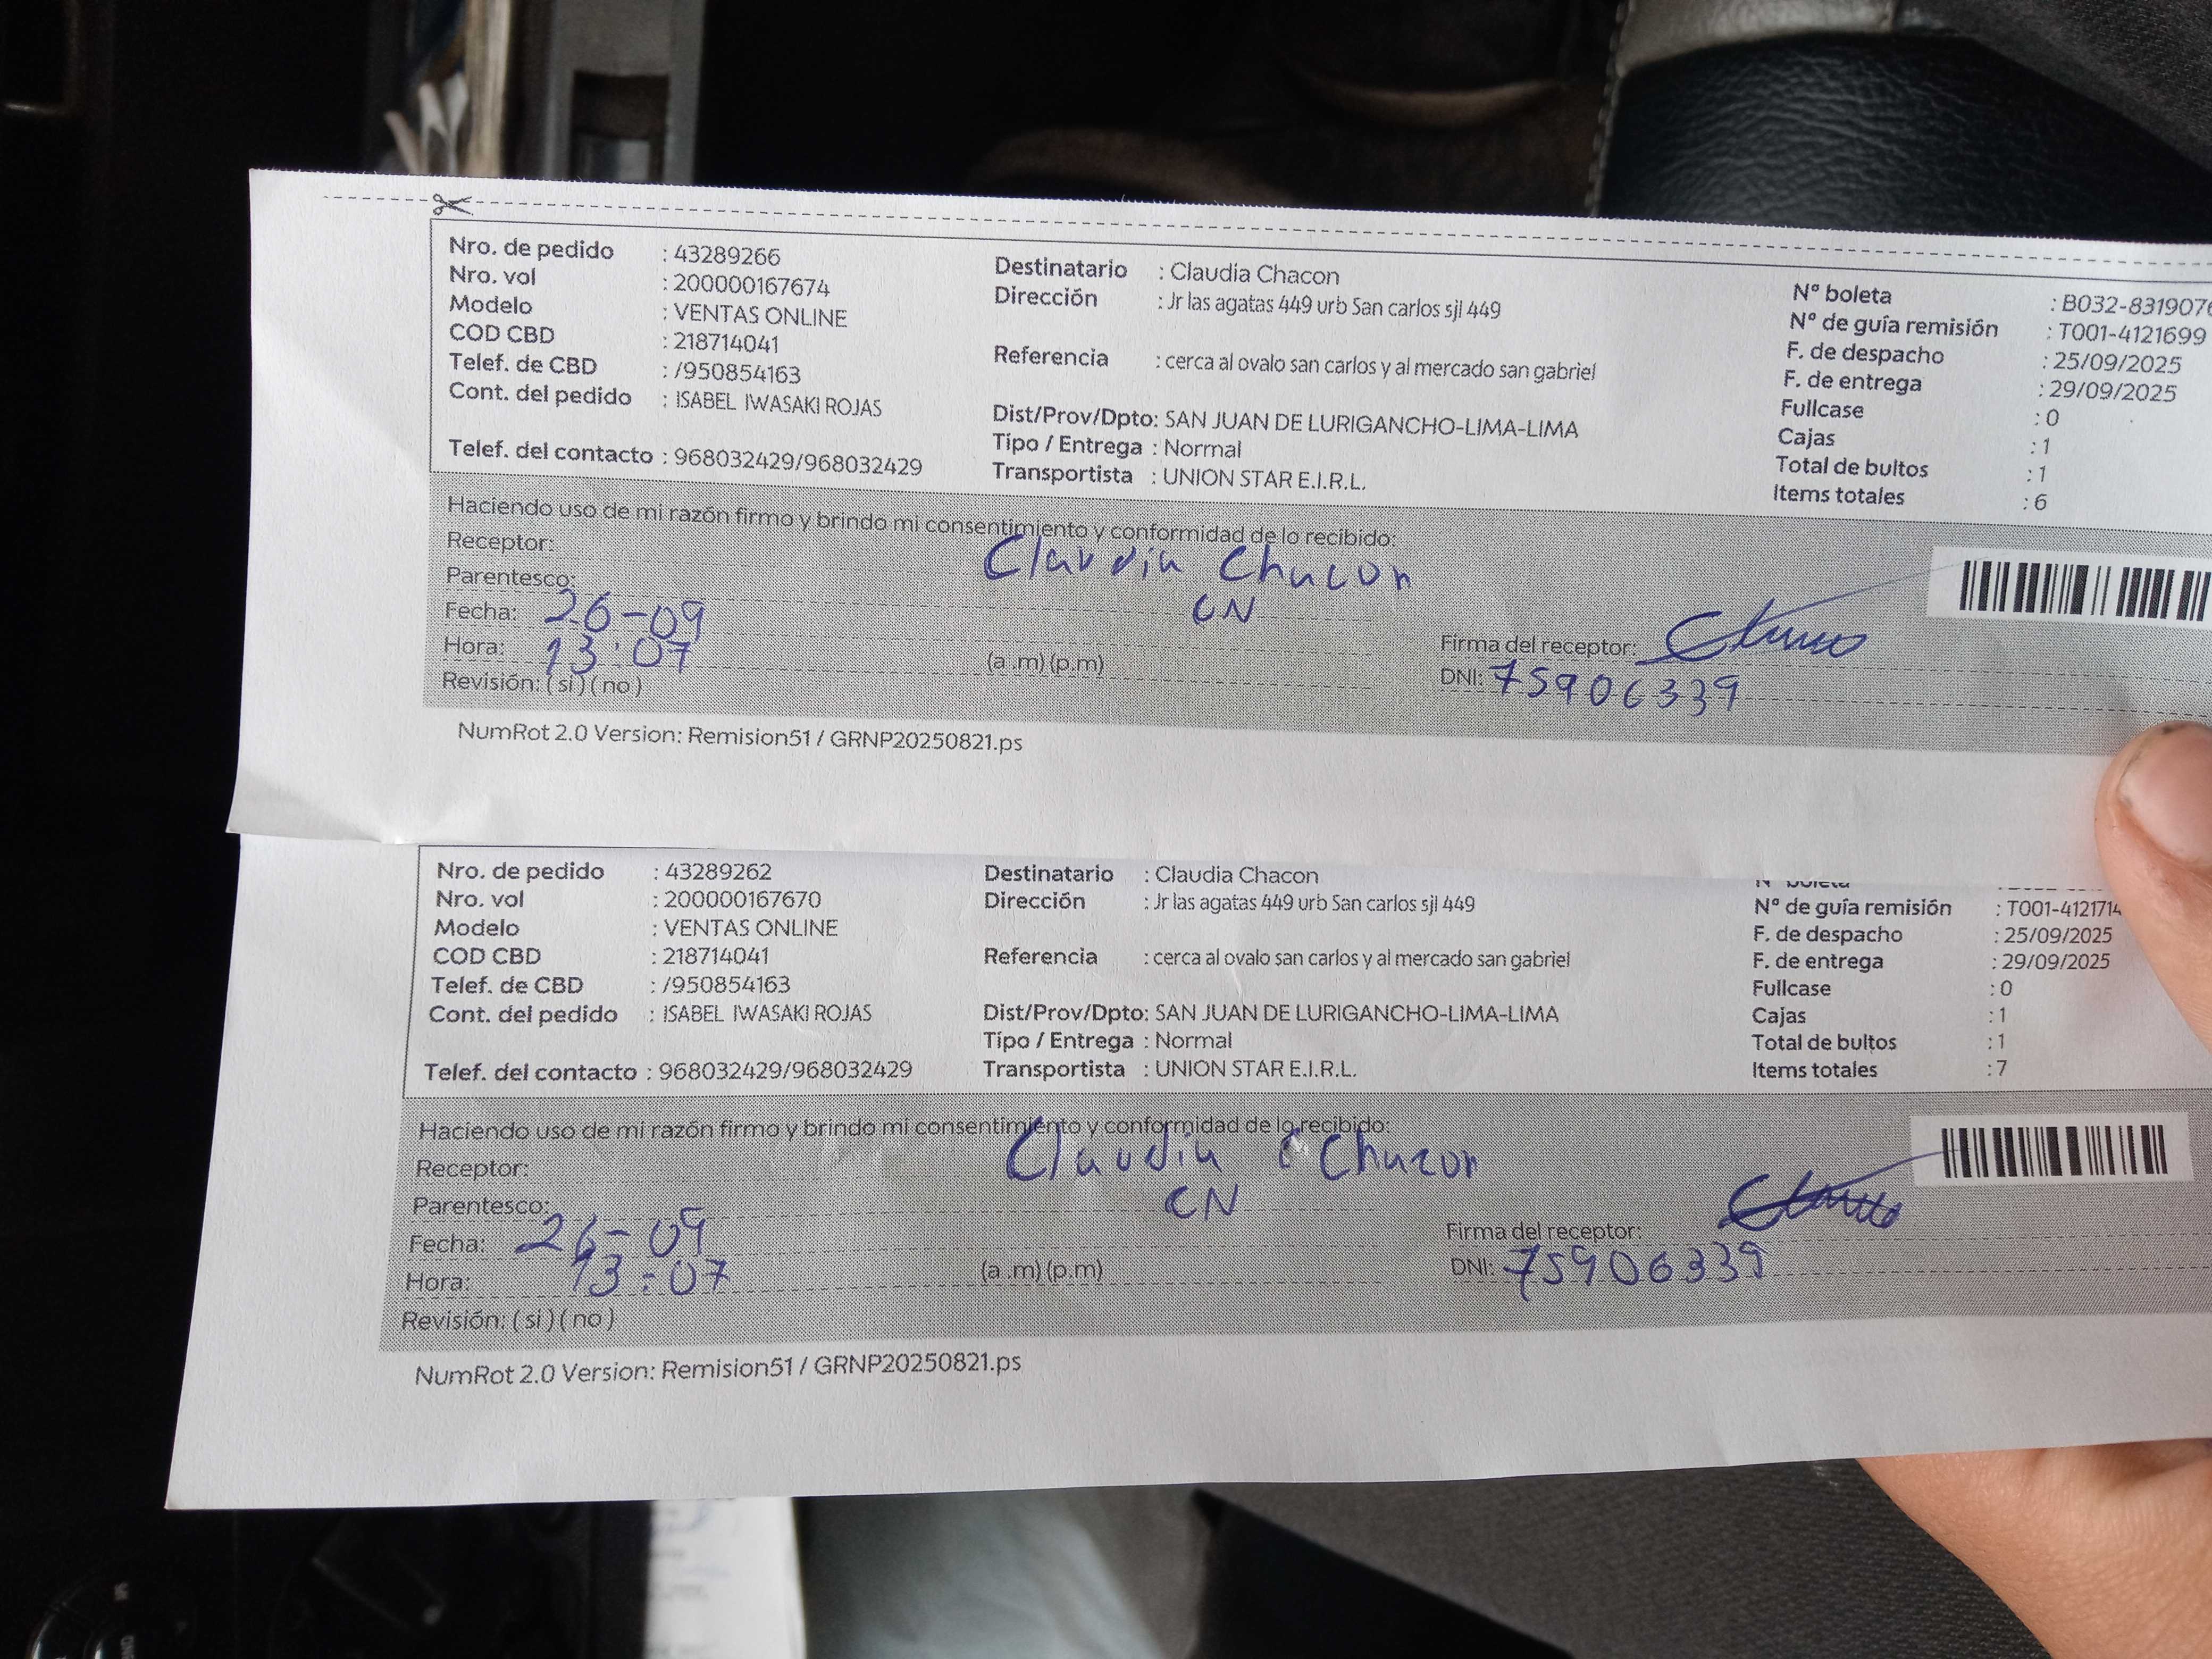 Nro. de pedido : 43289266
Nro. vol : 200000167674
Modelo : VENTAS ONLINE
COD CBD : 218714041
Telef. de CBD : /950854163
Cont. del pedido : ISABEL IWASAKI ROJAS
Telef. del contacto : 968032429/968032429
Destinatario : Claudia Chacon
Dirección : Jr las agatas 449 urb San carlos sjl 449
Referencia : cerca al ovalo san carlos y al mercado san gabriel
Dist/Prov/Dpto: SAN JUAN DE LURIGANCHO-LIMA-LIMA
Tipo / Entrega : Normal
Transportista : UNION STAR E.I.R.L.
N° boleta : B032-831907
N° de guía remisión : T001-4121699
F. de despacho : 25/09/2025
F. de entrega : 29/09/2025
Fullcase : 0
Cajas : 1
Total de bultos : 1
Items totales : 6
Haciendo uso de mi razón firmo y brindo mi consentimiento y conformidad de lo recibido:
Receptor: Claudia Chacon
Parentesco: CN
Fecha: 26-09
Hora: 13:07 (a .m) (p.m)
Revisión: ( si ) ( no )
Firma del receptor:
DNI: 75906339
NumRot 2.0 Version: Remision51 / GRNP20250821.ps
Nro. de pedido : 43289262
Nro. vol : 200000167670
Modelo : VENTAS ONLINE
COD CBD : 218714041
Telef. de CBD : /950854163
Cont. del pedido : ISABEL IWASAKI ROJAS
Telef. del contacto : 968032429/968032429
Destinatario : Claudia Chacon
Dirección : Jr las agatas 449 urb San carlos sjl 449
Referencia : cerca al ovalo san carlos y al mercado san gabriel
Dist/Prov/Dpto: SAN JUAN DE LURIGANCHO-LIMA-LIMA
Tipo / Entrega : Normal
Transportista : UNION STAR E.I.R.L.
N° boleta
N° de guía remisión : T001-412171
F. de despacho : 25/09/2025
F. de entrega : 29/09/2025
Fullcase : 0
Cajas : 1
Total de bultos : 1
Items totales : 7
Haciendo uso de mi razón firmo y brindo mi consentimiento y conformidad de lo recibido:
Receptor: Claudia Chacon
Parentesco: CN
Fecha: 26-09
Hora: 13:07 (a .m) (p.m)
Revisión: ( si ) ( no )
Firma del receptor:
DNI: 75906339
NumRot 2.0 Version: Remision51 / GRNP20250821.ps